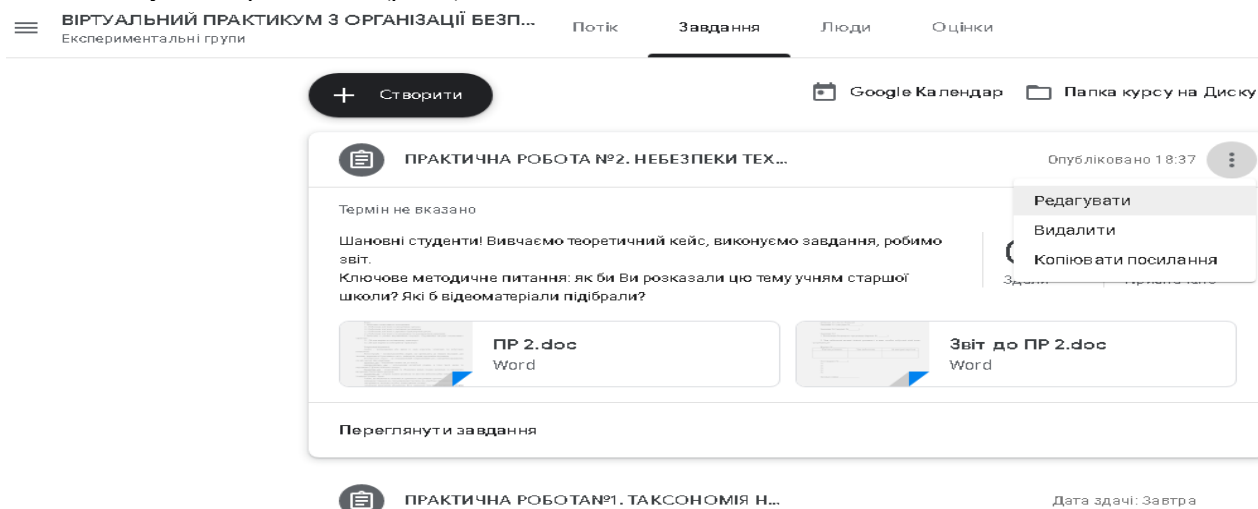 ВІРТУАЛЬНИЙ ПРАКТИКУМ З ОРГАНІЗАЦІЇ БЕЗП...
Експериментальні групи
Потік
Завдання
Люди
Оцінки
Створити
Google Календар
Папка курсу на Диску
ПРАКТИЧНА РОБОТА №2. НЕБЕЗПЕКИ ТЕХ...
Опубліковано 18:37
Редагувати
Видалити
Копіювати посилання
Термін не вказано
Шановні студенти! Вивчаємо теоретичний кейс, виконуємо завдання, робимо
звіт.
Ключове методичне питання: як би Ви розказали цю тему учням старшої
школи? Які б відеоматеріали підібрали?
ПР 2.doc
Word
Звіт до ПР 2.doc
Word
Переглянути завдання
ПРАКТИЧНА РОБОТА№1. ТАКСОНОМІЯ Н...
Дата здачі: Завтра